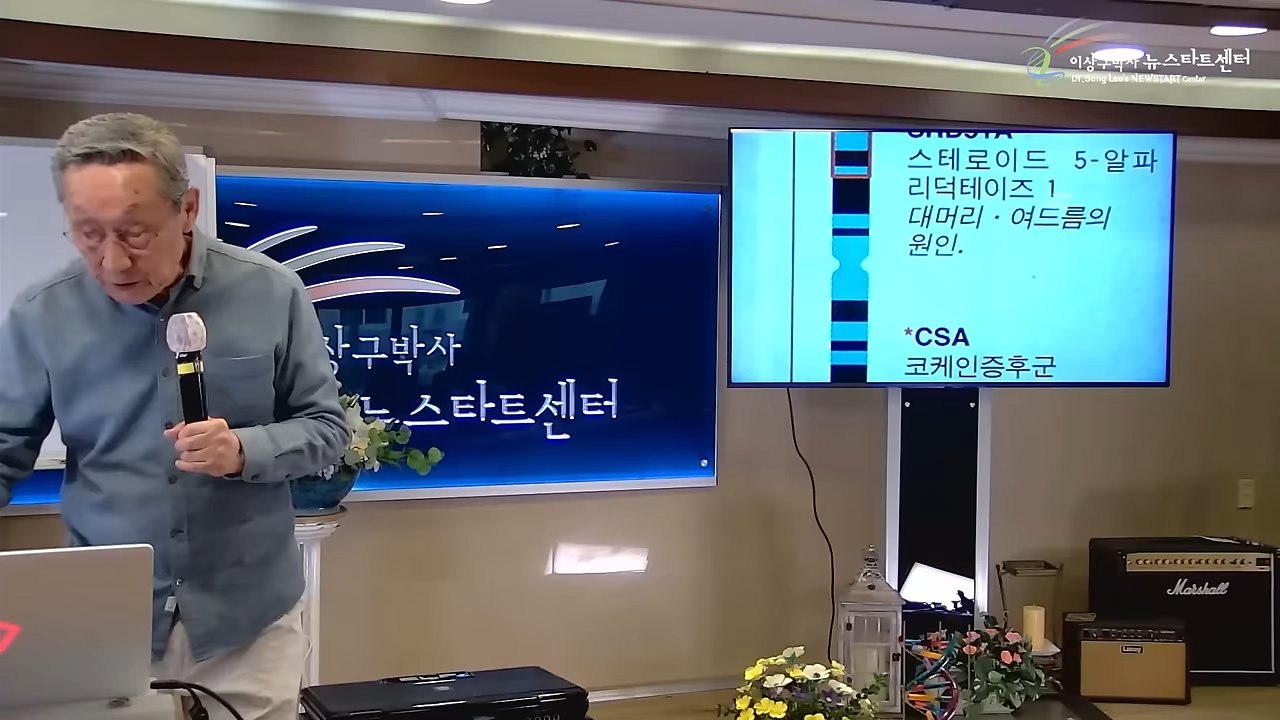 이상구박사 뉴스타트센터
Dr. Sang Lee's NEWSTART Center
스테로이드 5-알파
리덕테이즈 1
대머리 · 여드름의
원인.
*CSA
코케인증후군
상구박사
뉴스타트센터
Marshall
Laney